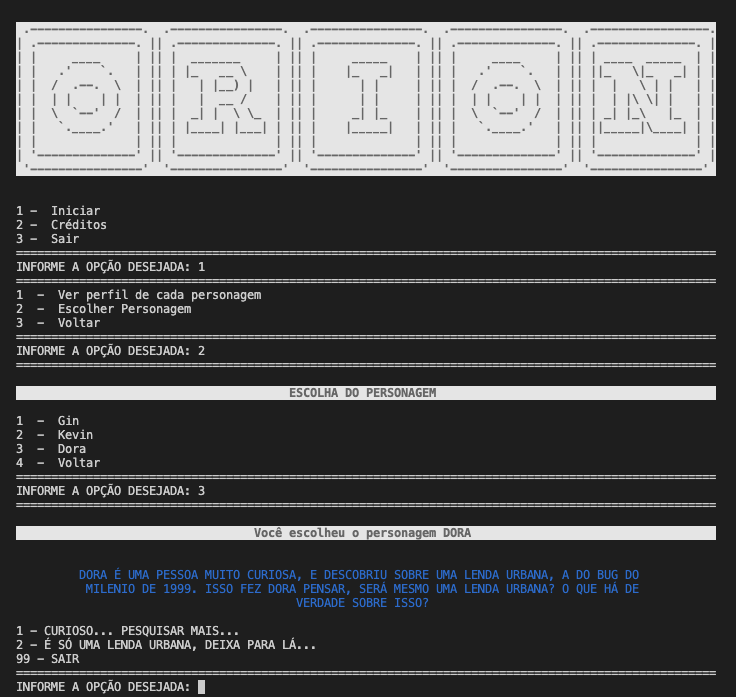 ORION
1 - Iniciar
2 - Créditos
3 - Sair
INFORME A OPÇÃO DESEJADA: 1
1 - Ver perfil de cada personagem
2 - Escolher Personagem
3 - Voltar
INFORME A OPÇÃO DESEJADA: 2
ESCOLHA DO PERSONAGEM
1 - Gin
2 - Kevin
3 - Dora
4 - Voltar
INFORME A OPÇÃO DESEJADA: 3
Você escolheu o personagem DORA
DORA É UMA PESSOA MUITO CURIOSA, E DESCOBRIU SOBRE UMA LENDA URBANA, A DO BUG DO
MILENIO DE 1999. ISSO FEZ DORA PENSAR, SERÁ MESMO UMA LENDA URBANA? O QUE HÁ DE
VERDADE SOBRE ISSO?
1 - CURIOSO... PESQUISAR MAIS...
2 - É SÓ UMA LENDA URBANA, DEIXA PARA LÁ...
99 - SAIR
INFORME A OPÇÃO DESEJADA: